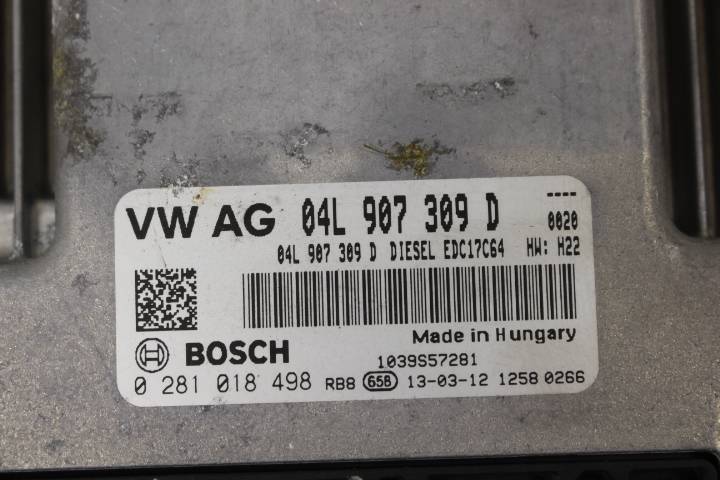 VW AG 04L 907 309 D ----
0020
04L 907 309 D DIESEL EDC17C64 HW: H22
Made in Hungary
BOSCH 1039S57281
0 281 018 498 RB8 658 13-03-12 1258 0266